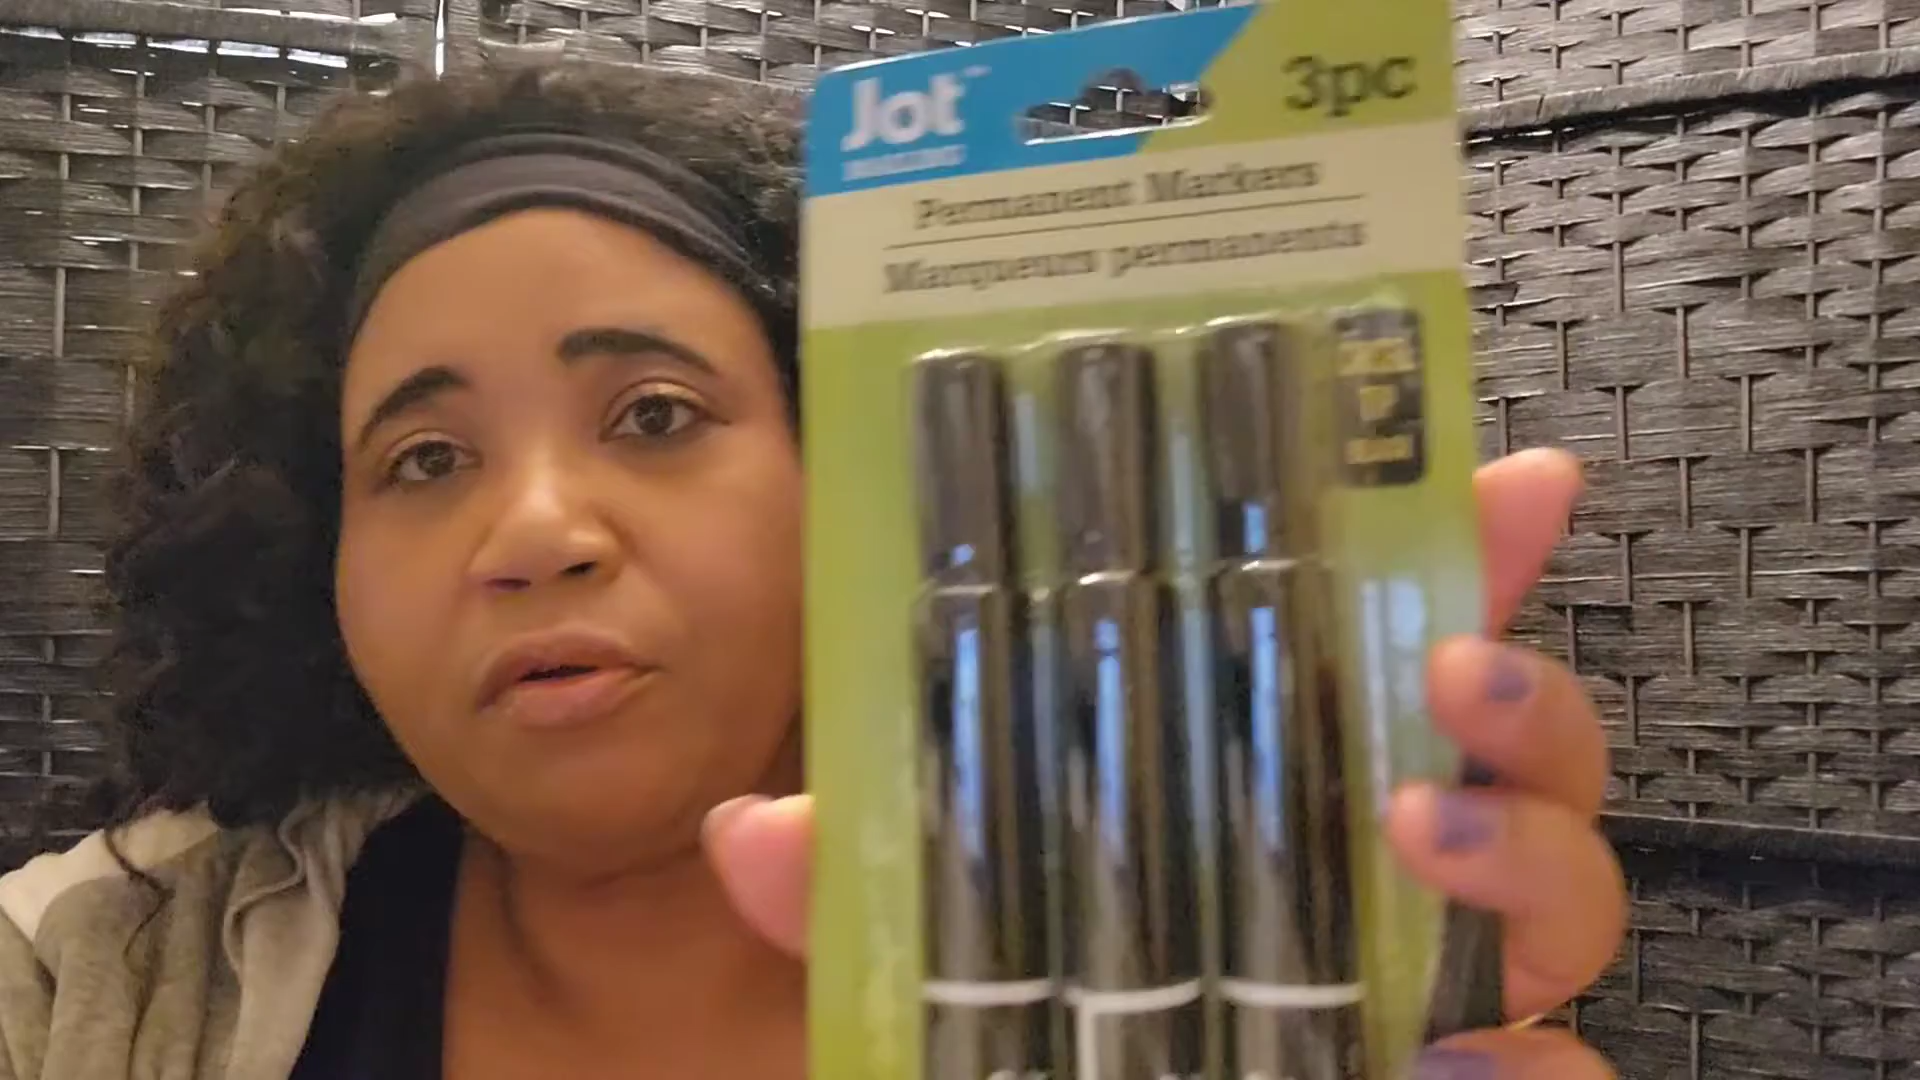 Jot
3pc
Permanent Markers
Marqueurs permanents